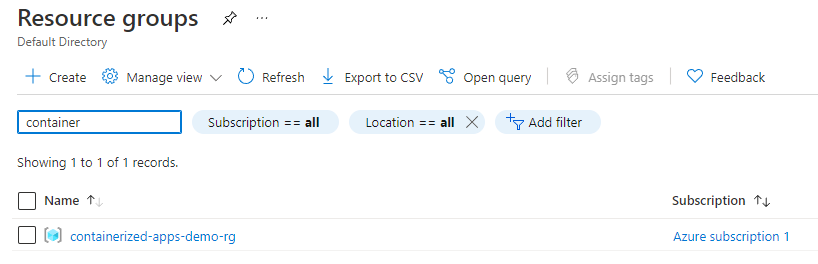 Resource groups
Default Directory
Create Manage view Refresh Export to CSV Open query Assign tags Feedback
container Subscription == all Location == all Add filter
Showing 1 to 1 of 1 records.
Name Subscription
containerized-apps-demo-rg Azure subscription 1